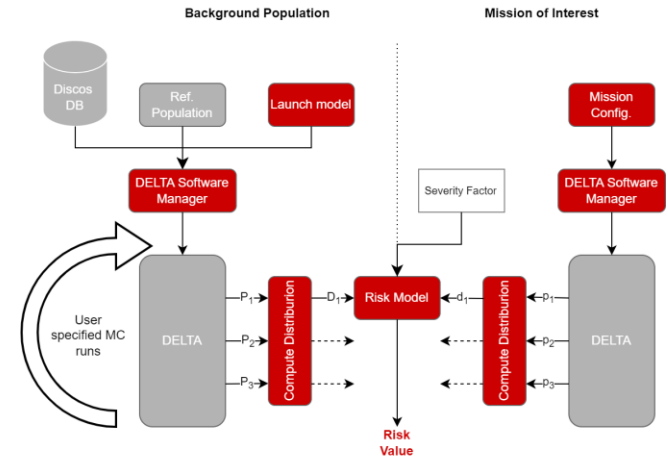 Background Population
Mission of Interest
Discos
DB
Ref.
Population
Launch model
Mission
Config.
DELTA Software
Manager
Severity Factor
DELTA Software
Manager
User
specified MC
runs
DELTA
P₁
P₂
P₃
Compute Distriburion
D₁
Risk Model
d₁
Compute Distriburion
p₁
p₂
p₃
DELTA
Risk
Value